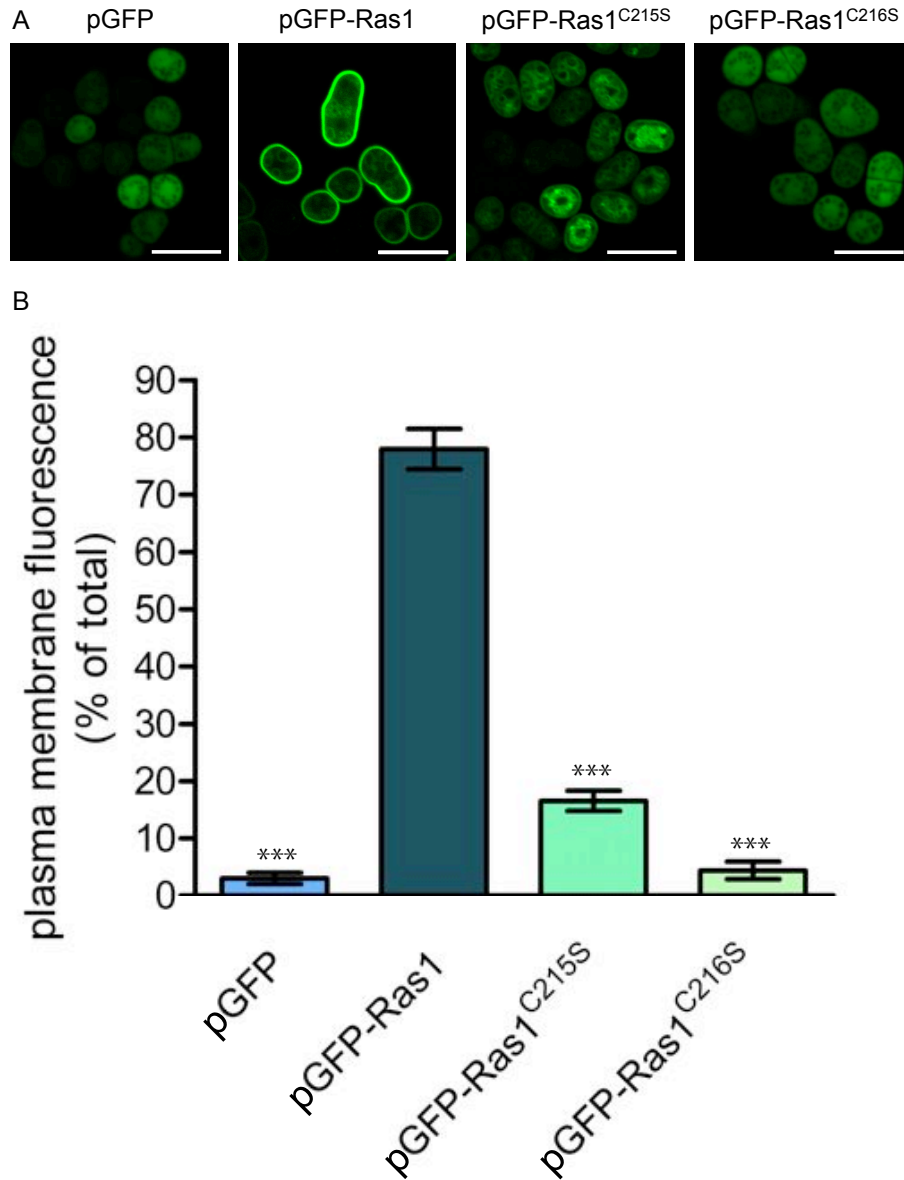 A
pGFP
pGFP-Ras1
pGFP-Ras1C215S
pGFP-Ras1C216S
B
plasma membrane fluorescence
(% of total)
90
80
70
60
50
40
30
20
10
0
***
***
***
pGFP
pGFP-Ras1
pGFP-Ras1C215S
pGFP-Ras1C216S